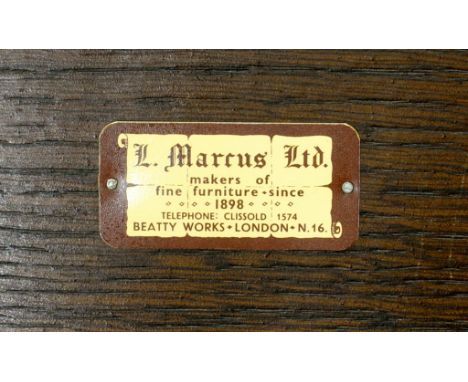 L. Marcus Ltd.
makers of
fine furniture · since
1898
TELEPHONE: CLISSOLD 1574
BEATTY WORKS · LONDON · N.16.